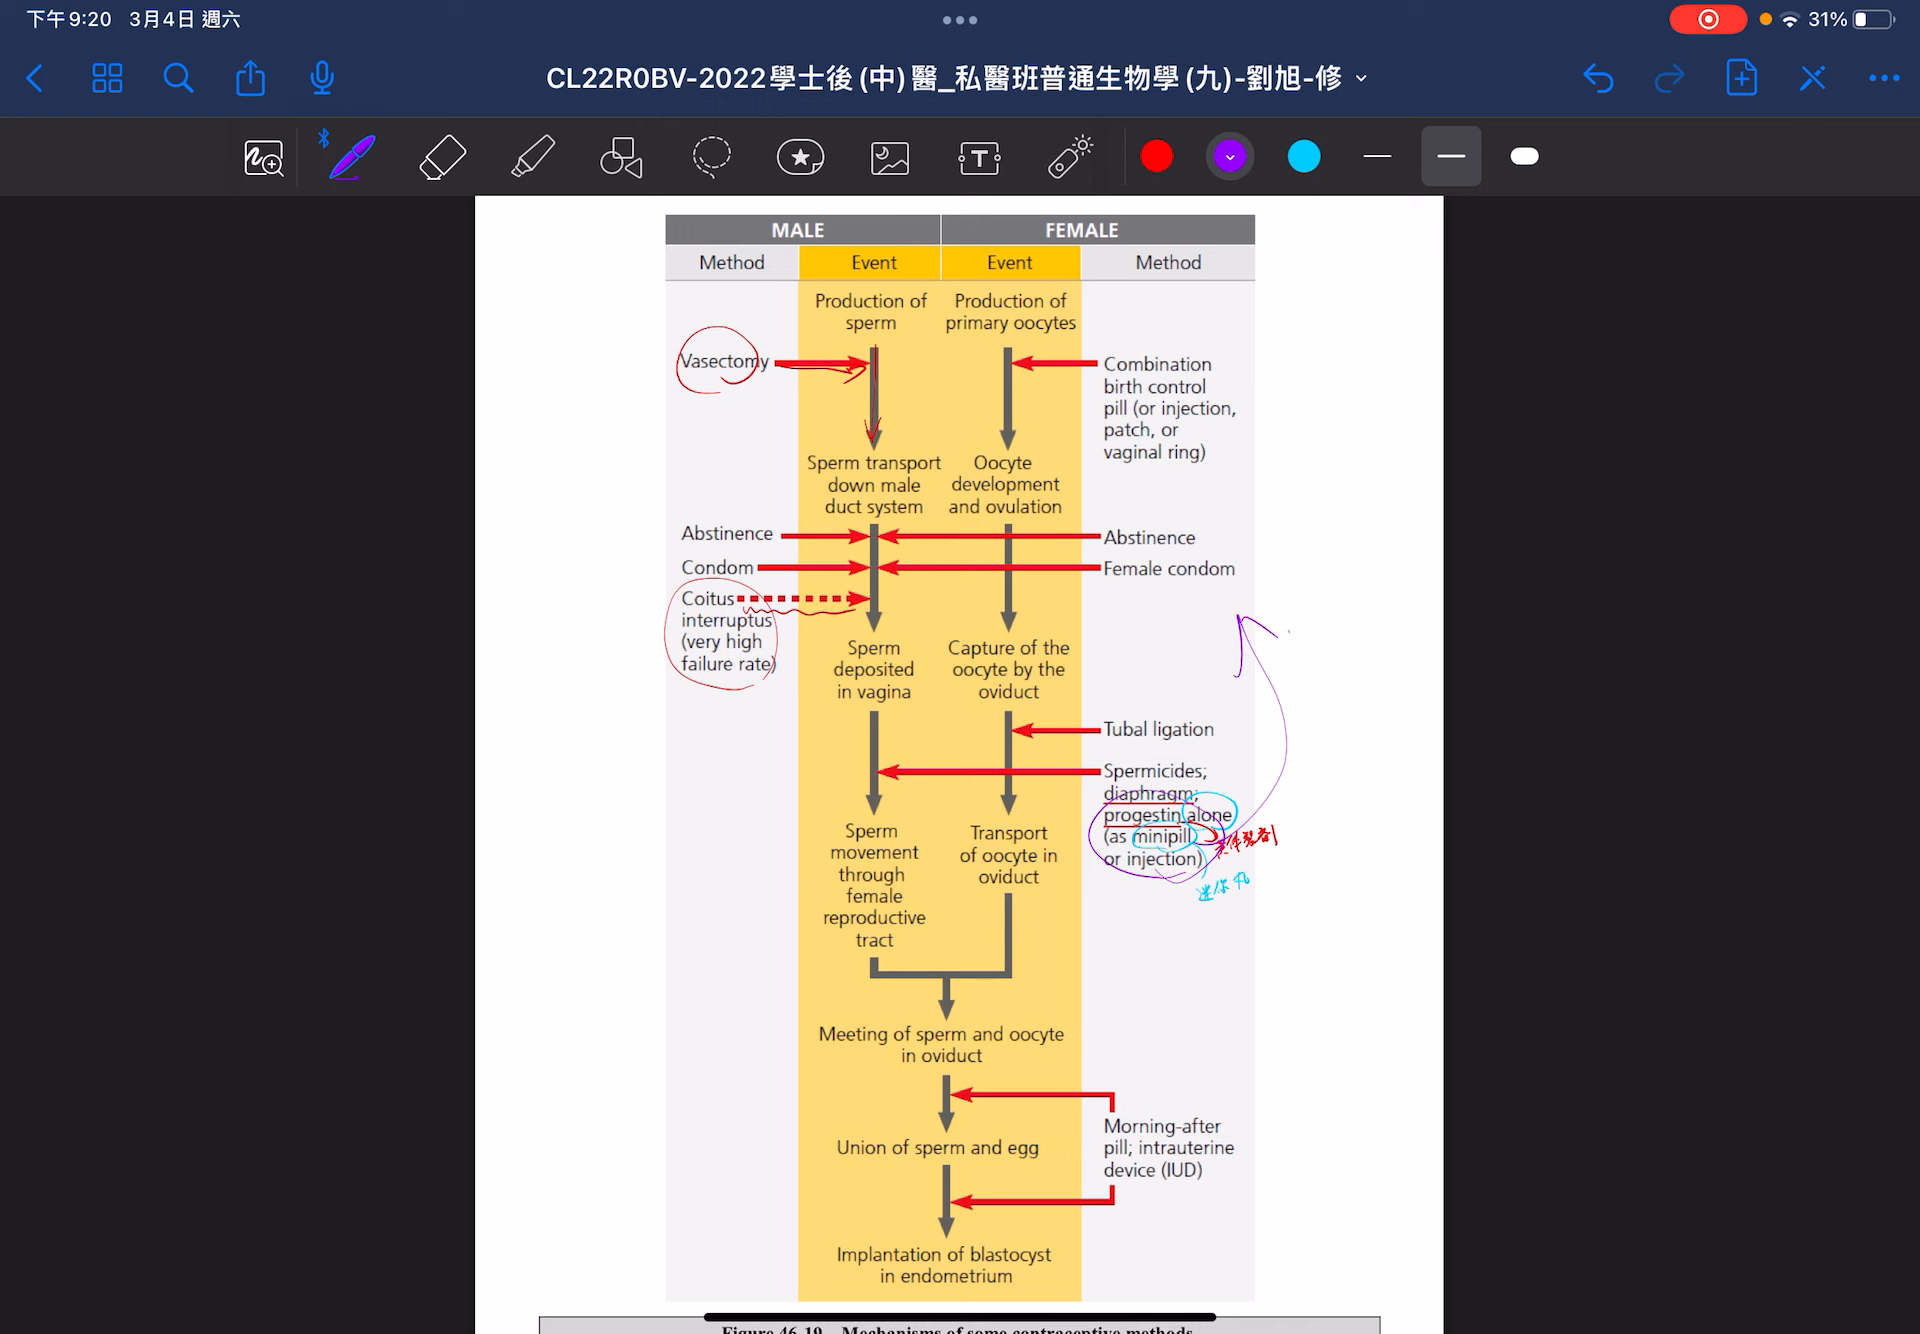 下午9:20 3月4日 週六
31%
CL22R0BV-2022學士後(中)醫_私醫班普通生物學(九)-劉旭-修
MALE
FEMALE
Method
Event
Event
Method
Production of
sperm
Production of
primary oocytes
Vasectomy
Combination
birth control
pill (or injection,
patch, or
vaginal ring)
Sperm transport
down male
duct system
Oocyte
development
and ovulation
Abstinence
Abstinence
Condom
Female condom
Coitus
interruptus
(very high
failure rate)
Sperm
deposited
in vagina
Capture of the
oocyte by the
oviduct
Tubal ligation
Spermicides;
diaphragm;
progestin alone
(as minipill
or injection)
迷你丸
Sperm
movement
through
female
reproductive
tract
Transport
of oocyte in
oviduct
Meeting of sperm and oocyte
in oviduct
Union of sperm and egg
Morning-after
pill; intrauterine
device (IUD)
Implantation of blastocyst
in endometrium
Figure 46-19 Mechanisms of some contraceptive methods